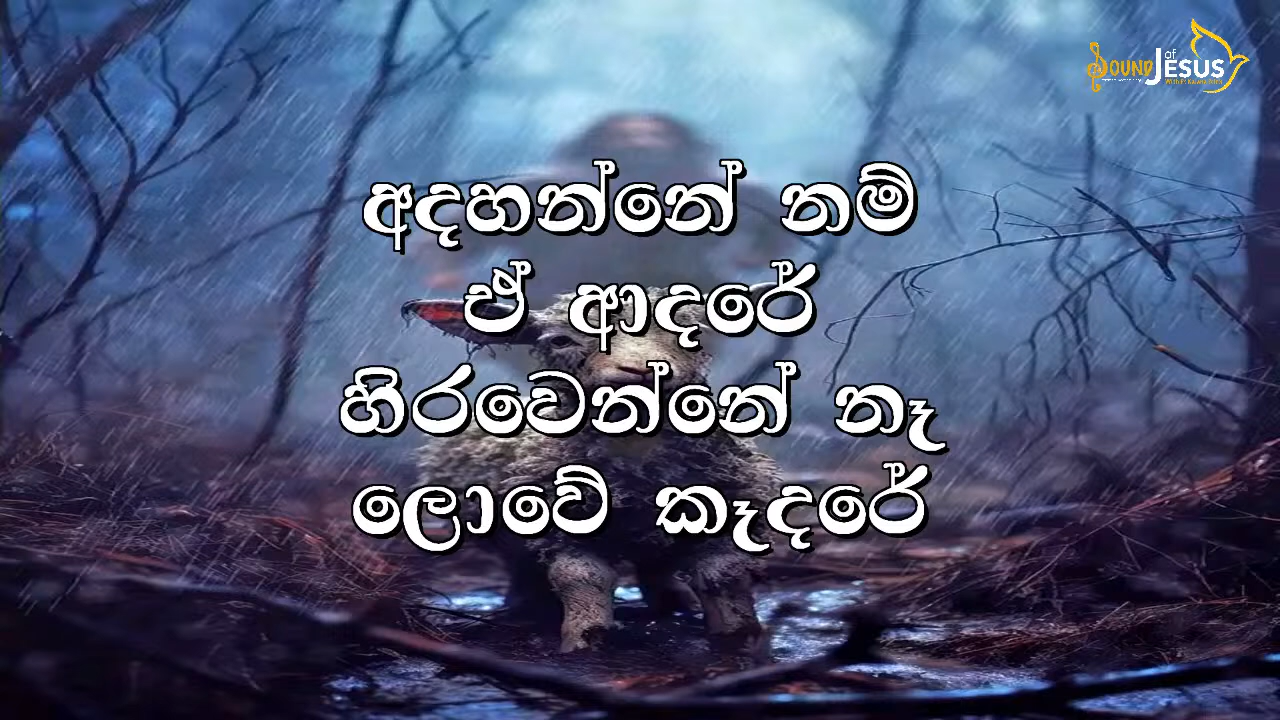 Sound of Jesus
අදහන්නේ නම්
ඒ ආදරේ
හිරවෙන්නේ නෑ
ලොවේ කෑදරේ